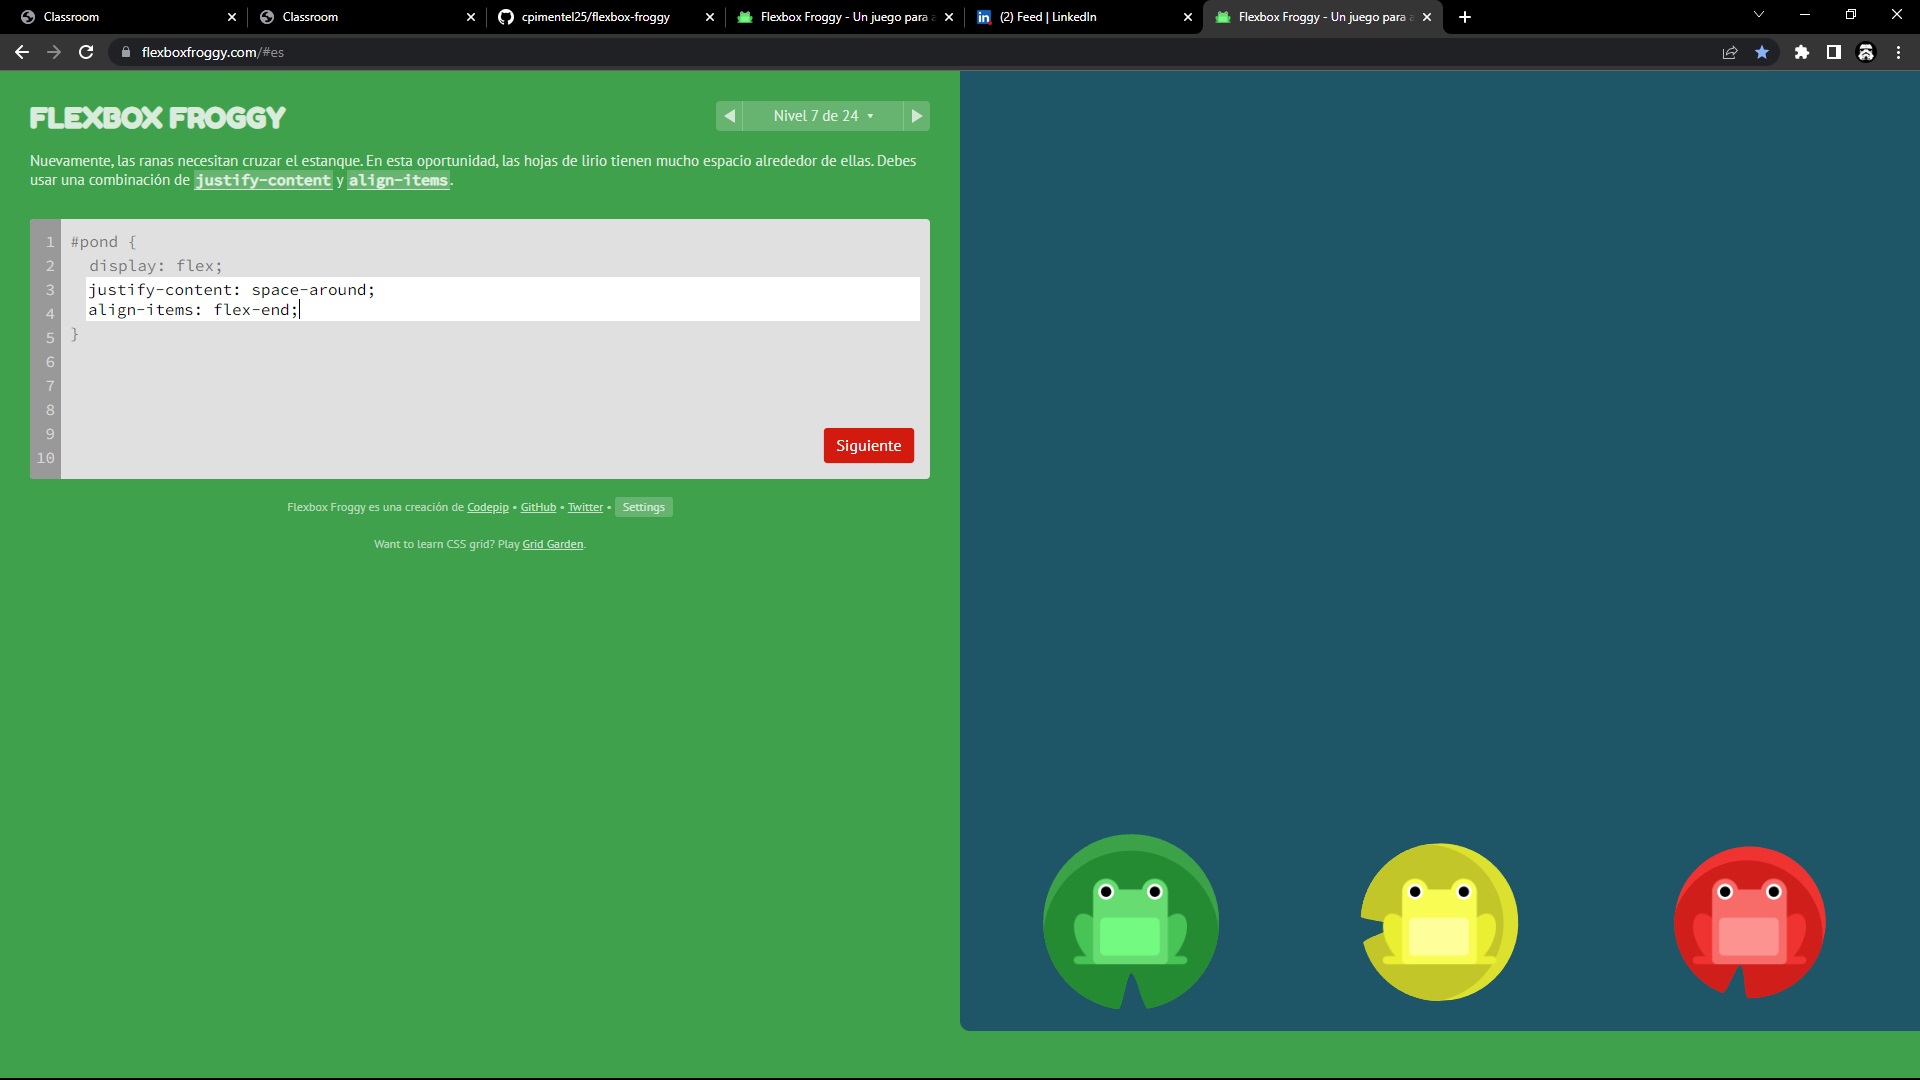 Classroom
Classroom
cpimentel25/flexbox-froggy
Flexbox Froggy - Un juego para
in (2) Feed | LinkedIn
Flexbox Froggy - Un juego para
flexboxfroggy.com/#es
FLEXBOX FROGGY
Nivel 7 de 24
Nuevamente, las ranas necesitan cruzar el estanque. En esta oportunidad, las hojas de lirio tienen mucho espacio alrededor de ellas. Debes
usar una combinación de justify-content y align-items.
1 #pond {
2 display: flex;
3 justify-content: space-around;
4 align-items: flex-end;
5 }
6
7
8
9
10
Siguiente
Flexbox Froggy es una creación de Codepip • GitHub • Twitter • Settings
Want to learn CSS grid? Play Grid Garden.